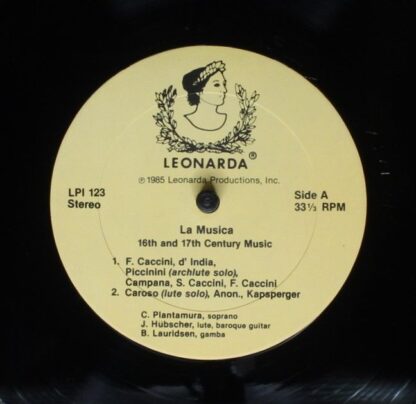 LEONARDA®
℗ 1985 Leonarda Productions, Inc.
LPI 123
Stereo
Side A
33⅓ RPM
La Musica
16th and 17th Century Music
1. F. Caccini, d' India,
Piccinini (archlute solo),
Campana, S. Caccini, F. Caccini
2. Caroso (lute solo), Anon., Kapsperger
C. Plantamura, soprano
J. Hübscher, lute, baroque guitar
B. Lauridsen, gamba